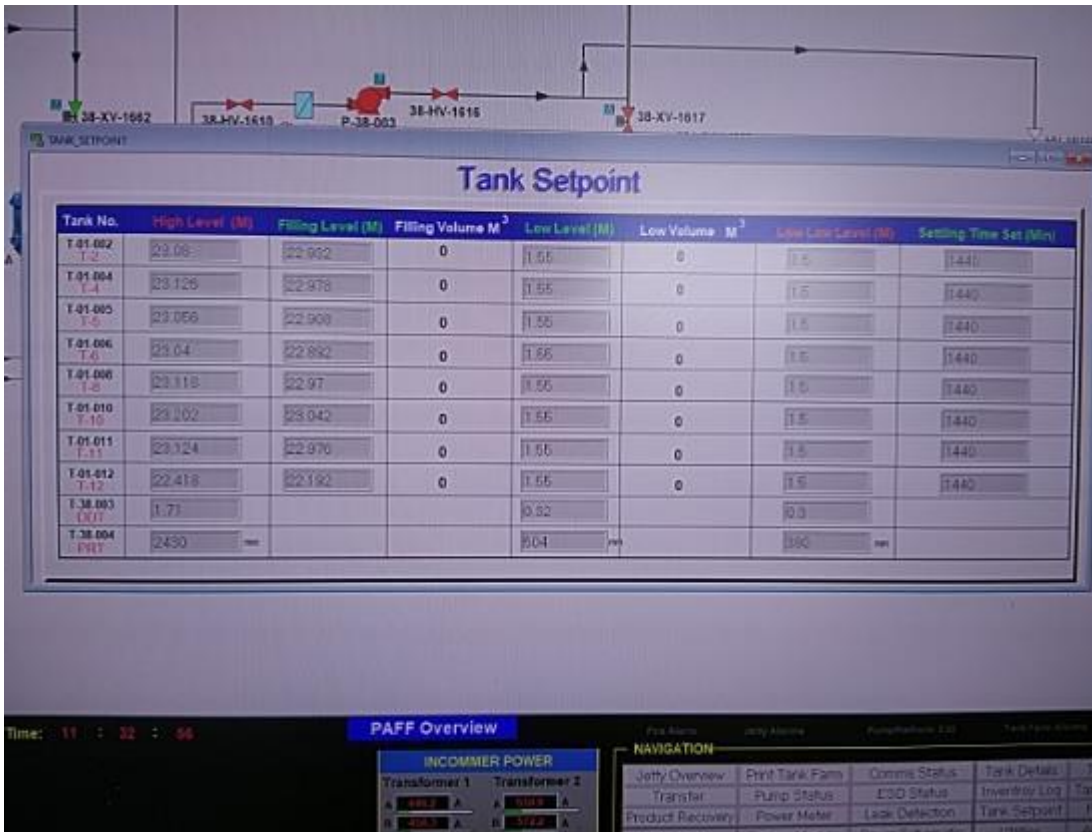 38-XV-1662
38-HV-1610
P-38-003
38-HV-1616
38-XV-1617
TANK_SETPOINT
Tank Setpoint
Tank No. High Level (M) Filling Level (M) Filling Volume M3 Low Level (M) Low Volume M3 Low Low Level (M) Settling Time Set (Min)
T-01-002 T-2 23.08 22.932 0 1.55 0 1.5 1440
T-01-004 T-4 23.126 22.978 0 1.55 0 1.5 1440
T-01-005 T-5 23.056 22.908 0 1.55 0 1.5 1440
T-01-006 T-6 23.04 22.892 0 1.55 0 1.5 1440
T-01-008 T-8 23.118 22.97 0 1.55 0 1.5 1440
T-01-010 T-10 23.202 23.042 0 1.55 0 1.5 1440
T-01-011 T-11 23.124 22.976 0 1.55 0 1.5 1440
T-01-012 T-12 22.418 22.192 0 1.55 0 1.5 1440
T-38-003 DOT 1.71 0.32 0.3
T-38-004 PRT 2430 mm 504 mm 380 mm
Time: 11 : 32 : 56
PAFF Overview
INCOMMER POWER
Transformer 1 Transformer 2
A A A A
B A B A
NAVIGATION
Jetty Overview Print Tank Farm Comms Status Tank Details
Transfer Pump Status ESD Status Inventroy Log
Product Recovery Power Meter Leak Detection Tank Setpoint